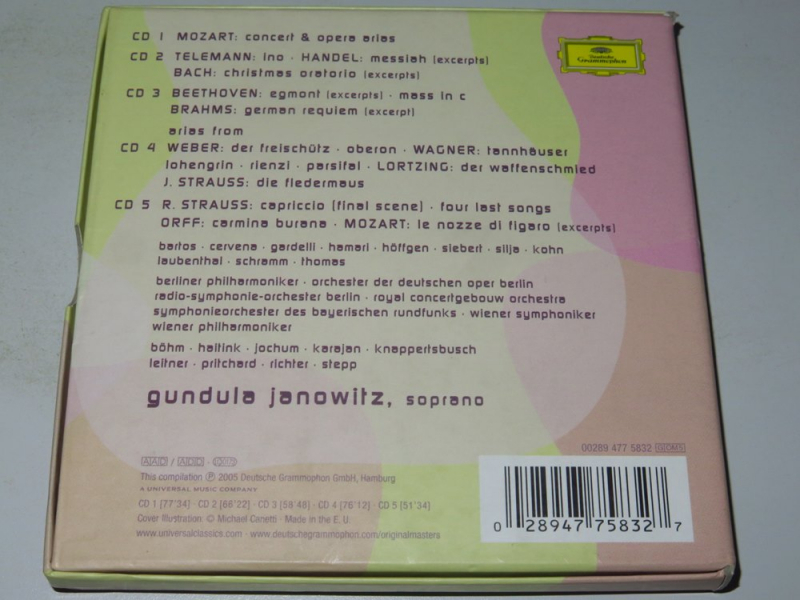 CD 1 MOZART: concert & opera arias
CD 2 TELEMANN: ino · HANDEL: messiah [excerpts]
BACH: christmas oratorio [excerpts]
CD 3 BEETHOVEN: egmont [excerpts] · mass in c
BRAHMS: german requiem [excerpt]
arias from
CD 4 WEBER: der freischütz · oberon · WAGNER: tannhäuser
lohengrin · rienzi · parsifal · LORTZING: der waffenschmied
J. STRAUSS: die fledermaus
CD 5 R. STRAUSS: capriccio [final scene] · four last songs
ORFF: carmina burana · MOZART: le nozze di figaro [excerpts]
bartos · cervena · gardelli · hamari · höffgen · siebert · silja · kohn
laubenthal · schramm · thomas
berliner philharmoniker · orchester der deutschen oper berlin
radio-symphonie-orchester berlin · royal concertgebouw orchestra
symphonieorchester des bayerischen rundfunks · wiener symphoniker
wiener philharmoniker
böhm · haitink · jochum · karajan · knappertsbusch
leitner · pritchard · richter · stepp
gundula janowitz, soprano
Deutsche
Grammophon
00289 477 5832
AAD / ADD ·
This compilation ℗ 2005 Deutsche Grammophon GmbH, Hamburg
A UNIVERSAL MUSIC COMPANY
CD 1 [77'34] · CD 2 [66'22] · CD 3 [58'48] · CD 4 [76'12] · CD 5 [51'34]
Cover Illustration: © Michael Genetti · Made in the E. U.
www.universalclassics.com · www.deutschegrammophon.com/originalmasters
0 28947 75832 7